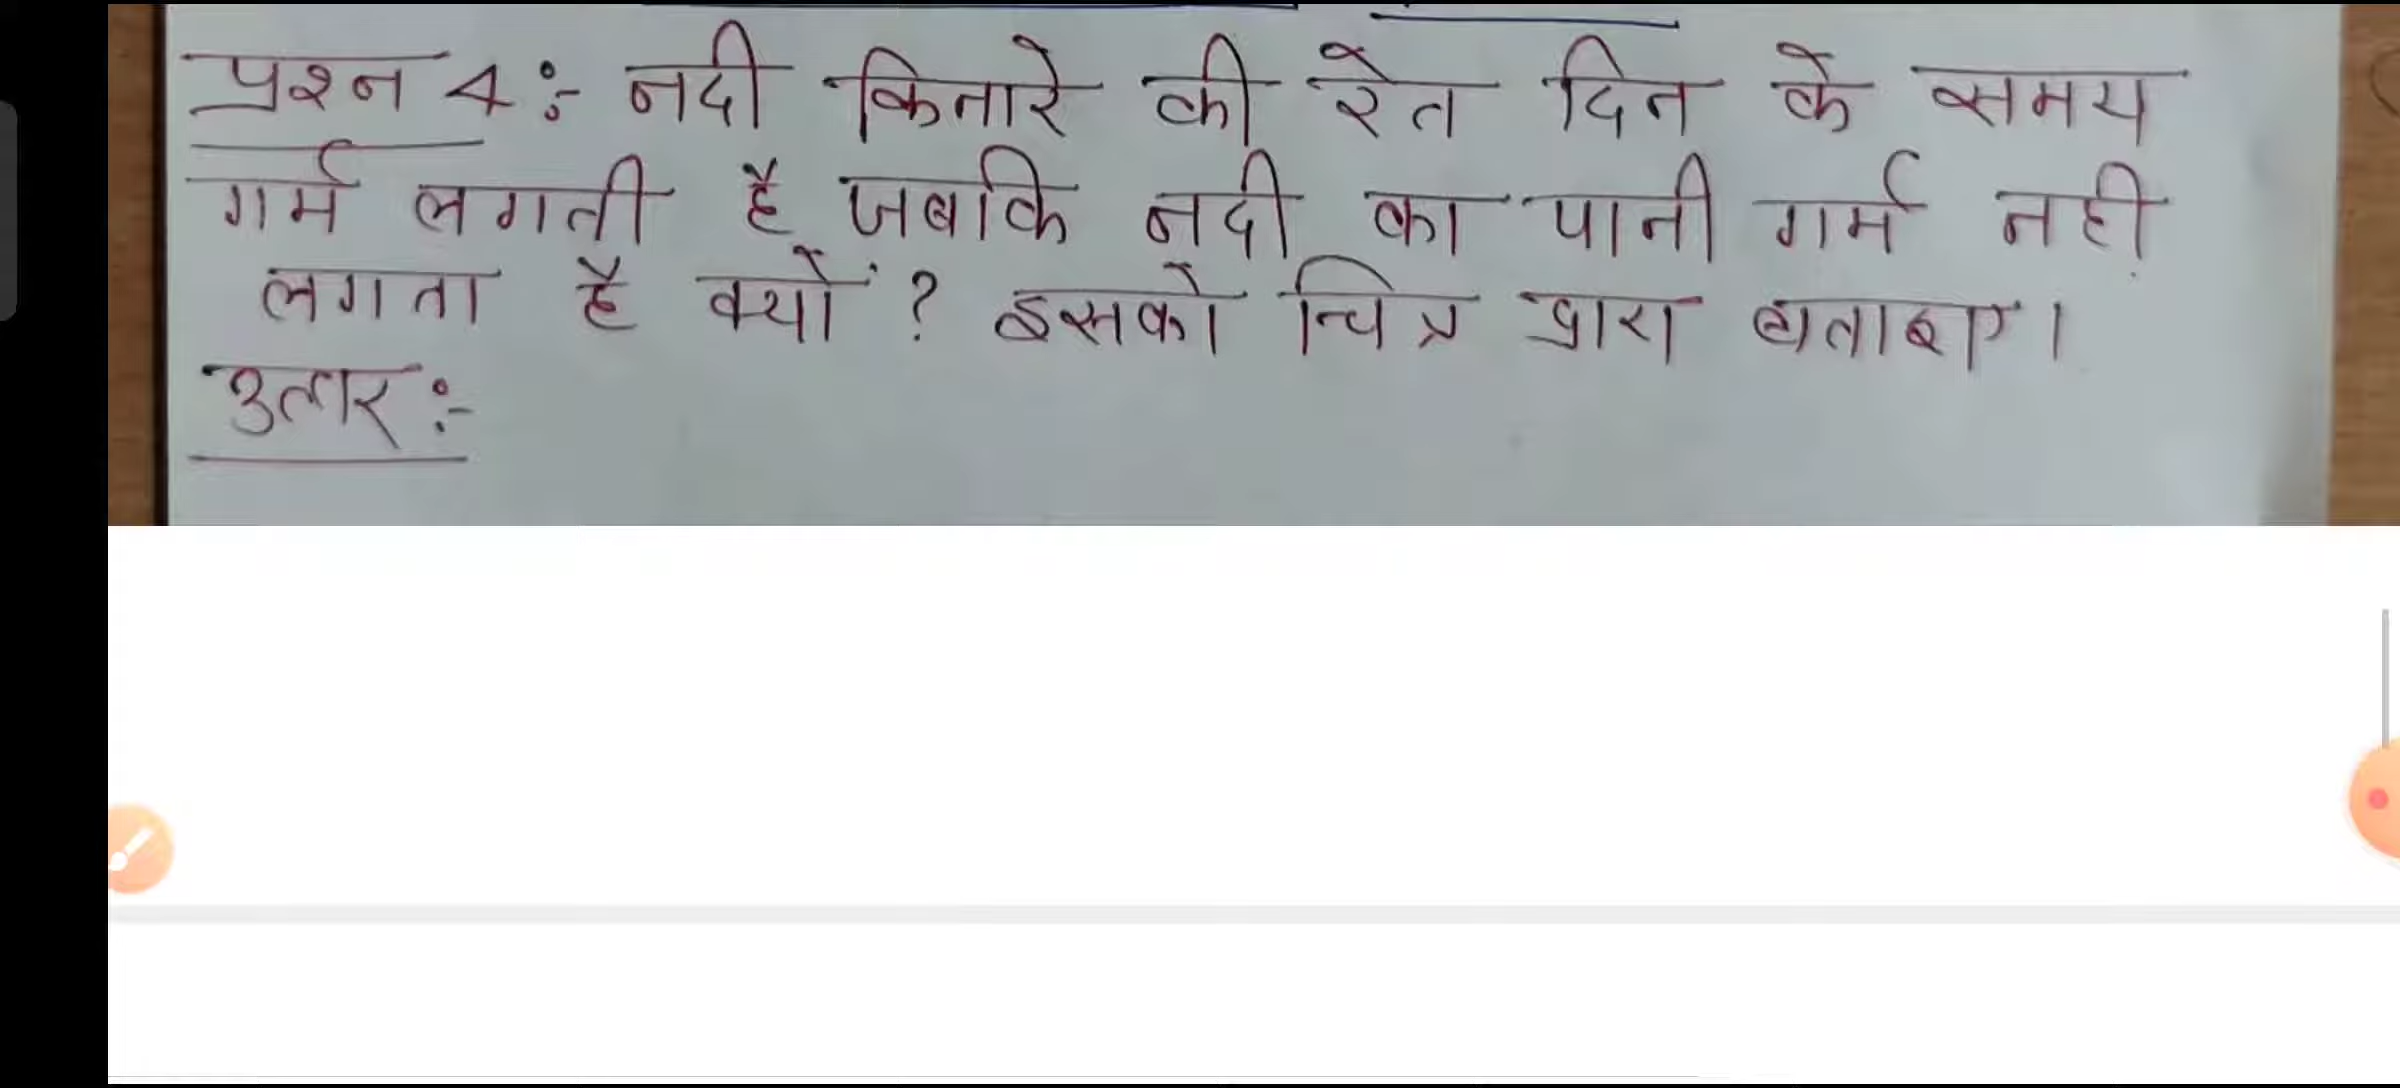 प्रश्न 4:- नदी किनारे की रेत दिन के समय
गर्म लगती है जबकि नदी का पानी गर्म नहीं
लगता है क्यों? इसको चित्र द्वारा बताइए।
उत्तर:-